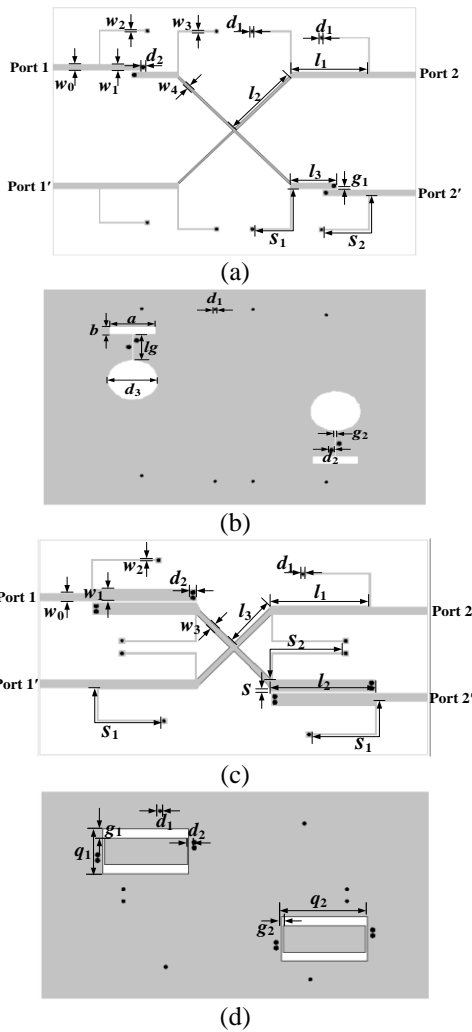 w2 w3 d1 d1
Port 1 d2 l1 Port 2
w0 w1 w4 l2
l3 g1
Port 1′ Port 2′
s1 s2
(a)
d1
a
b
lg
d3
g2
d2
(b)
w2
d2 d1
Port 1 w1 l1 Port 2
w0 w3 l3
s2
Port 1′ s l2 Port 2′
s1 s1
(c)
d1
g1 d2
q1
q2
g2
(d)